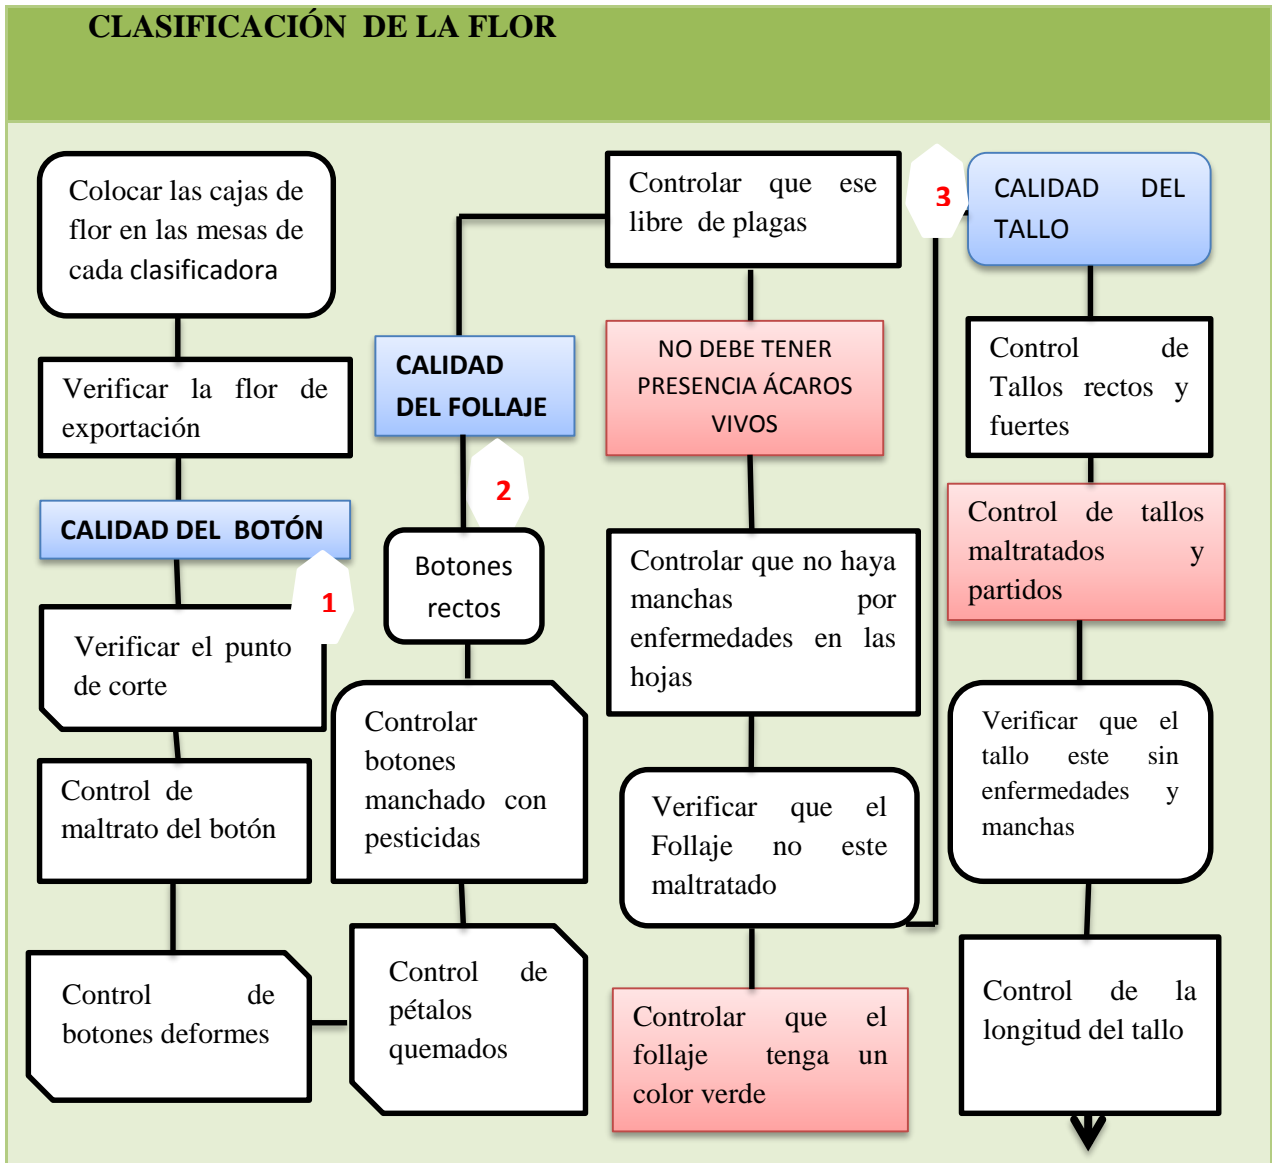 CLASIFICACIÓN DE LA FLOR
Colocar las cajas de
flor en las mesas de
cada clasificadora
Verificar la flor de
exportación
CALIDAD DEL BOTÓN
1
Verificar el punto
de corte
Control de
maltrato del botón
Control de
botones deformes
Control de
pétalos
quemados
Controlar
botones
manchado con
pesticidas
Botones
rectos
2
CALIDAD
DEL FOLLAJE
Controlar que ese
libre de plagas
NO DEBE TENER
PRESENCIA ÁCAROS
VIVOS
Controlar que no haya
manchas por
enfermedades en las
hojas
Verificar que el
Follaje no este
maltratado
Controlar que el
follaje tenga un
color verde
3
CALIDAD DEL
TALLO
Control de
Tallos rectos y
fuertes
Control de tallos
maltratados y
partidos
Verificar que el
tallo este sin
enfermedades y
manchas
Control de la
longitud del tallo